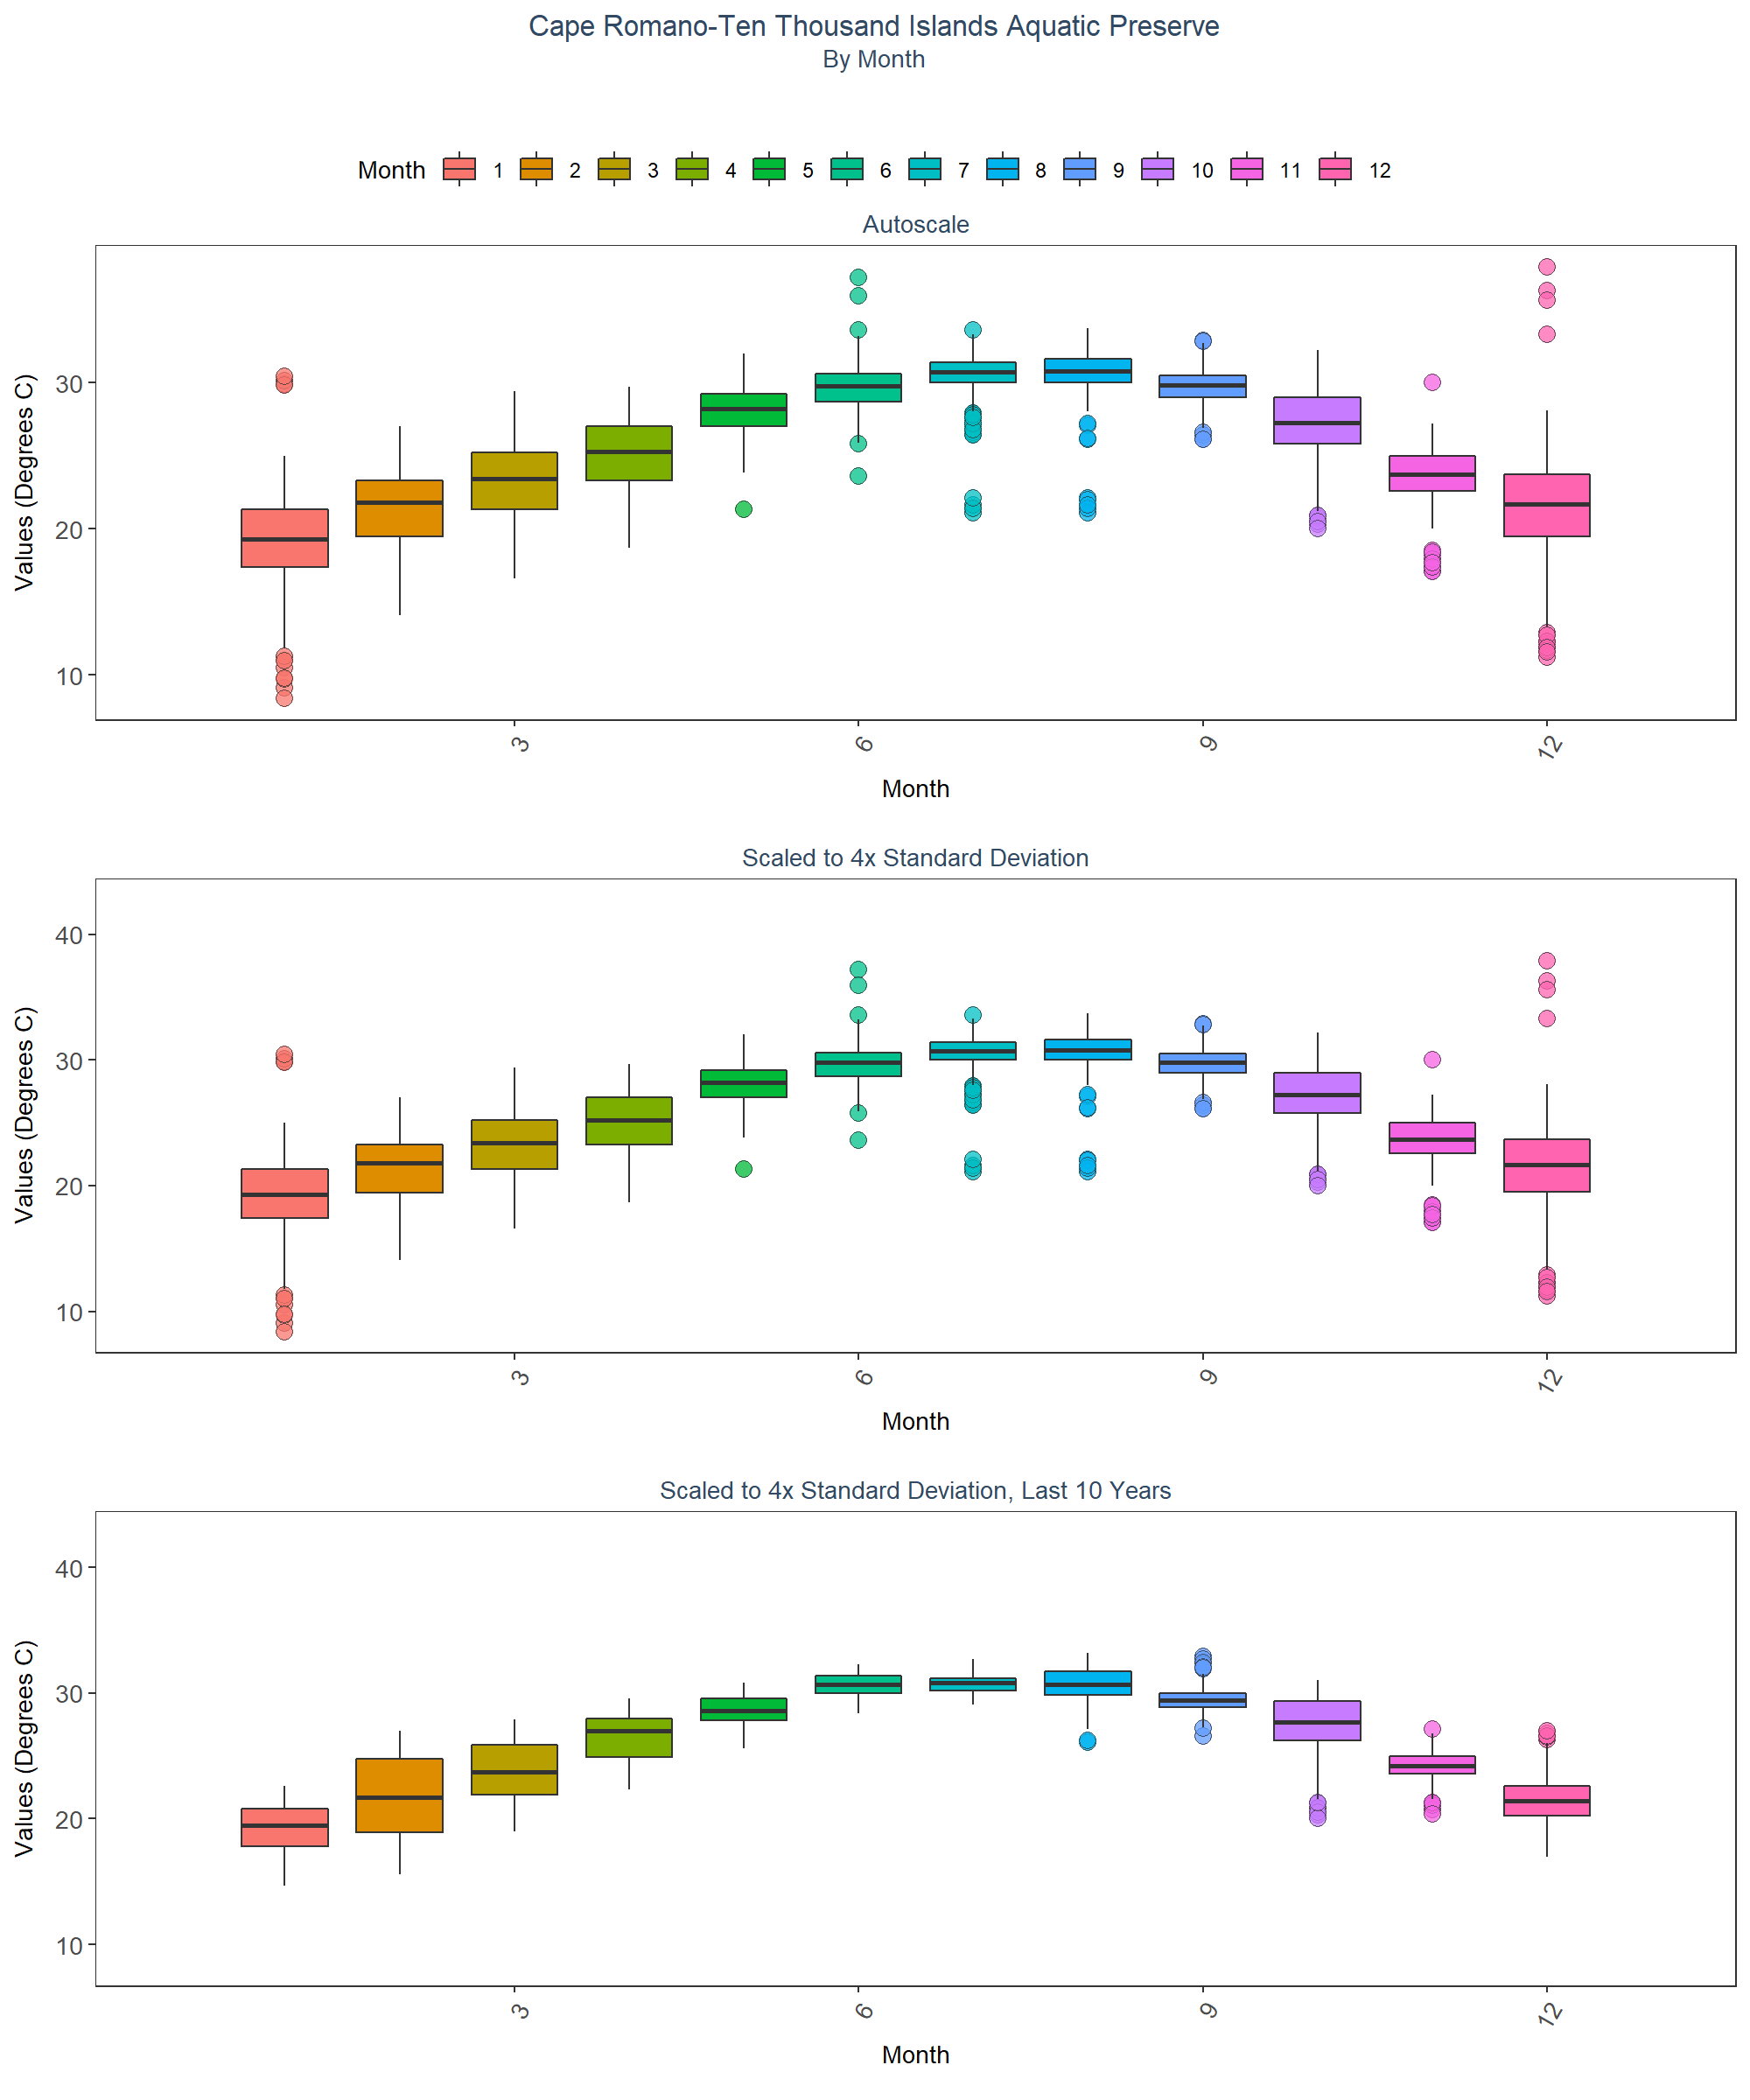 Cape Romano-Ten Thousand Islands Aquatic Preserve
By Month
Month 1 2 3 4 5 6 7 8 9 10 11 12
Autoscale
Values (Degrees C)
30
20
10
3 6 9 12
Month
Scaled to 4x Standard Deviation
Values (Degrees C)
40
30
20
10
3 6 9 12
Month
Scaled to 4x Standard Deviation, Last 10 Years
Values (Degrees C)
40
30
20
10
3 6 9 12
Month